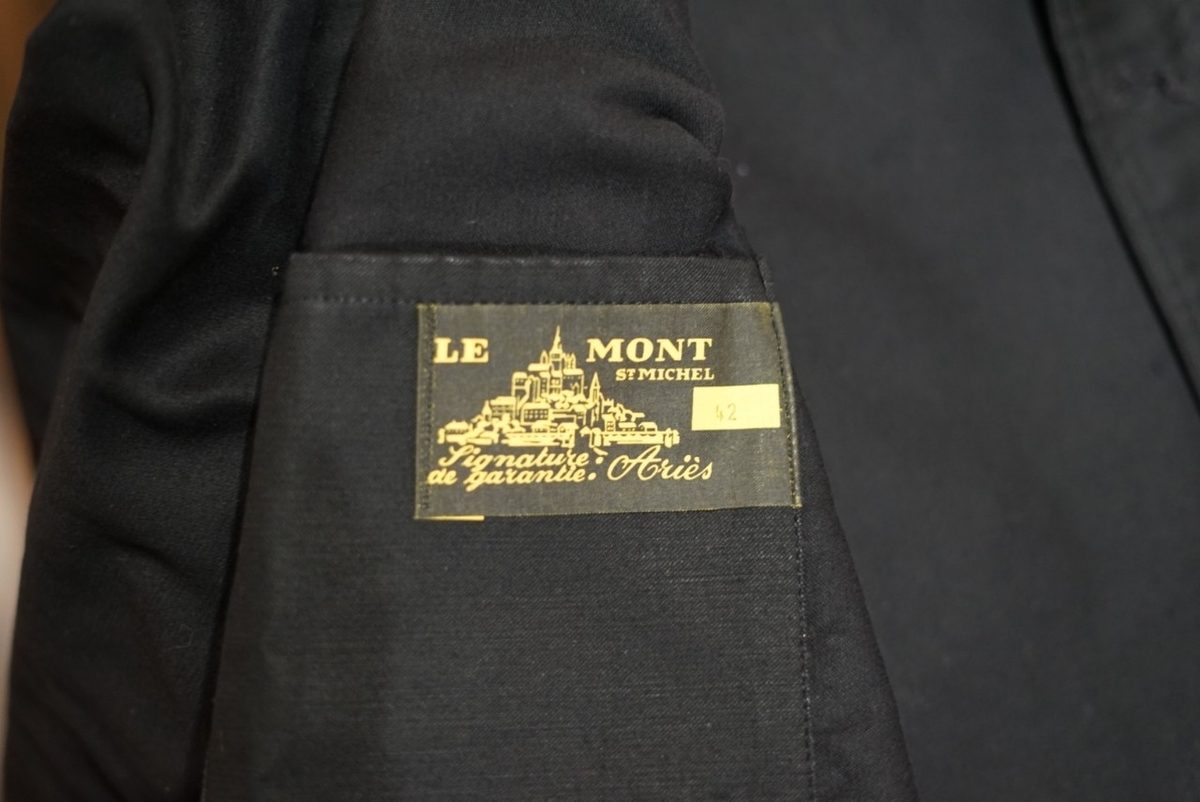 LE MONT
ST MICHEL
42
Signature
de garantie: Ariès